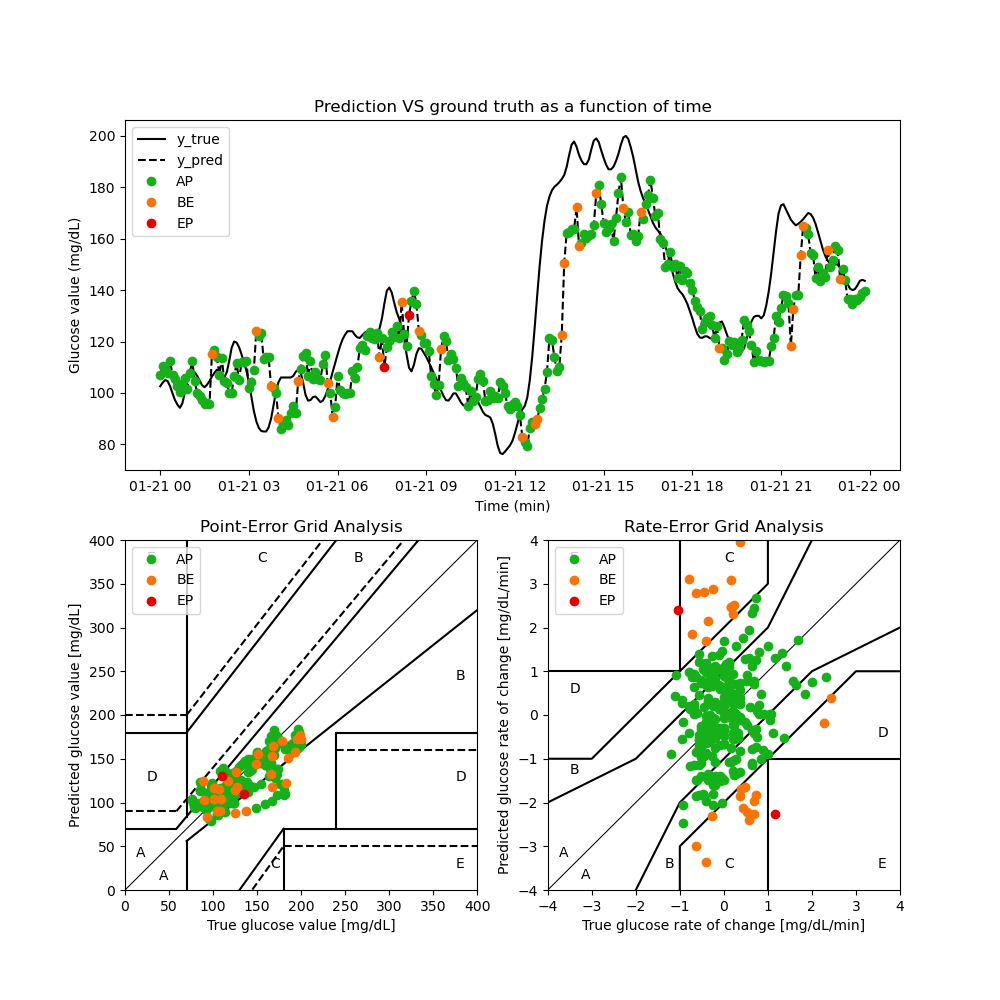 Prediction VS ground truth as a function of time
Glucose value (mg/dL)
200
180
160
140
120
100
80
y_true
y_pred
AP
BE
EP
01-21 00 01-21 03 01-21 06 01-21 09 01-21 12 01-21 15 01-21 18 01-21 21 01-22 00
Time (min)
Point-Error Grid Analysis
Predicted glucose value [mg/dL]
400
350
300
250
200
150
100
50
0
AP
BE
EP
C
B
B
D
D
A
A
C
E
0 50 100 150 200 250 300 350 400
True glucose value [mg/dL]
Rate-Error Grid Analysis
Predicted glucose rate of change [mg/dL/min]
4
3
2
1
0
−1
−2
−3
−4
AP
BE
EP
C
D
D
B
A
A
B
C
E
−4 −3 −2 −1 0 1 2 3 4
True glucose rate of change [mg/dL/min]